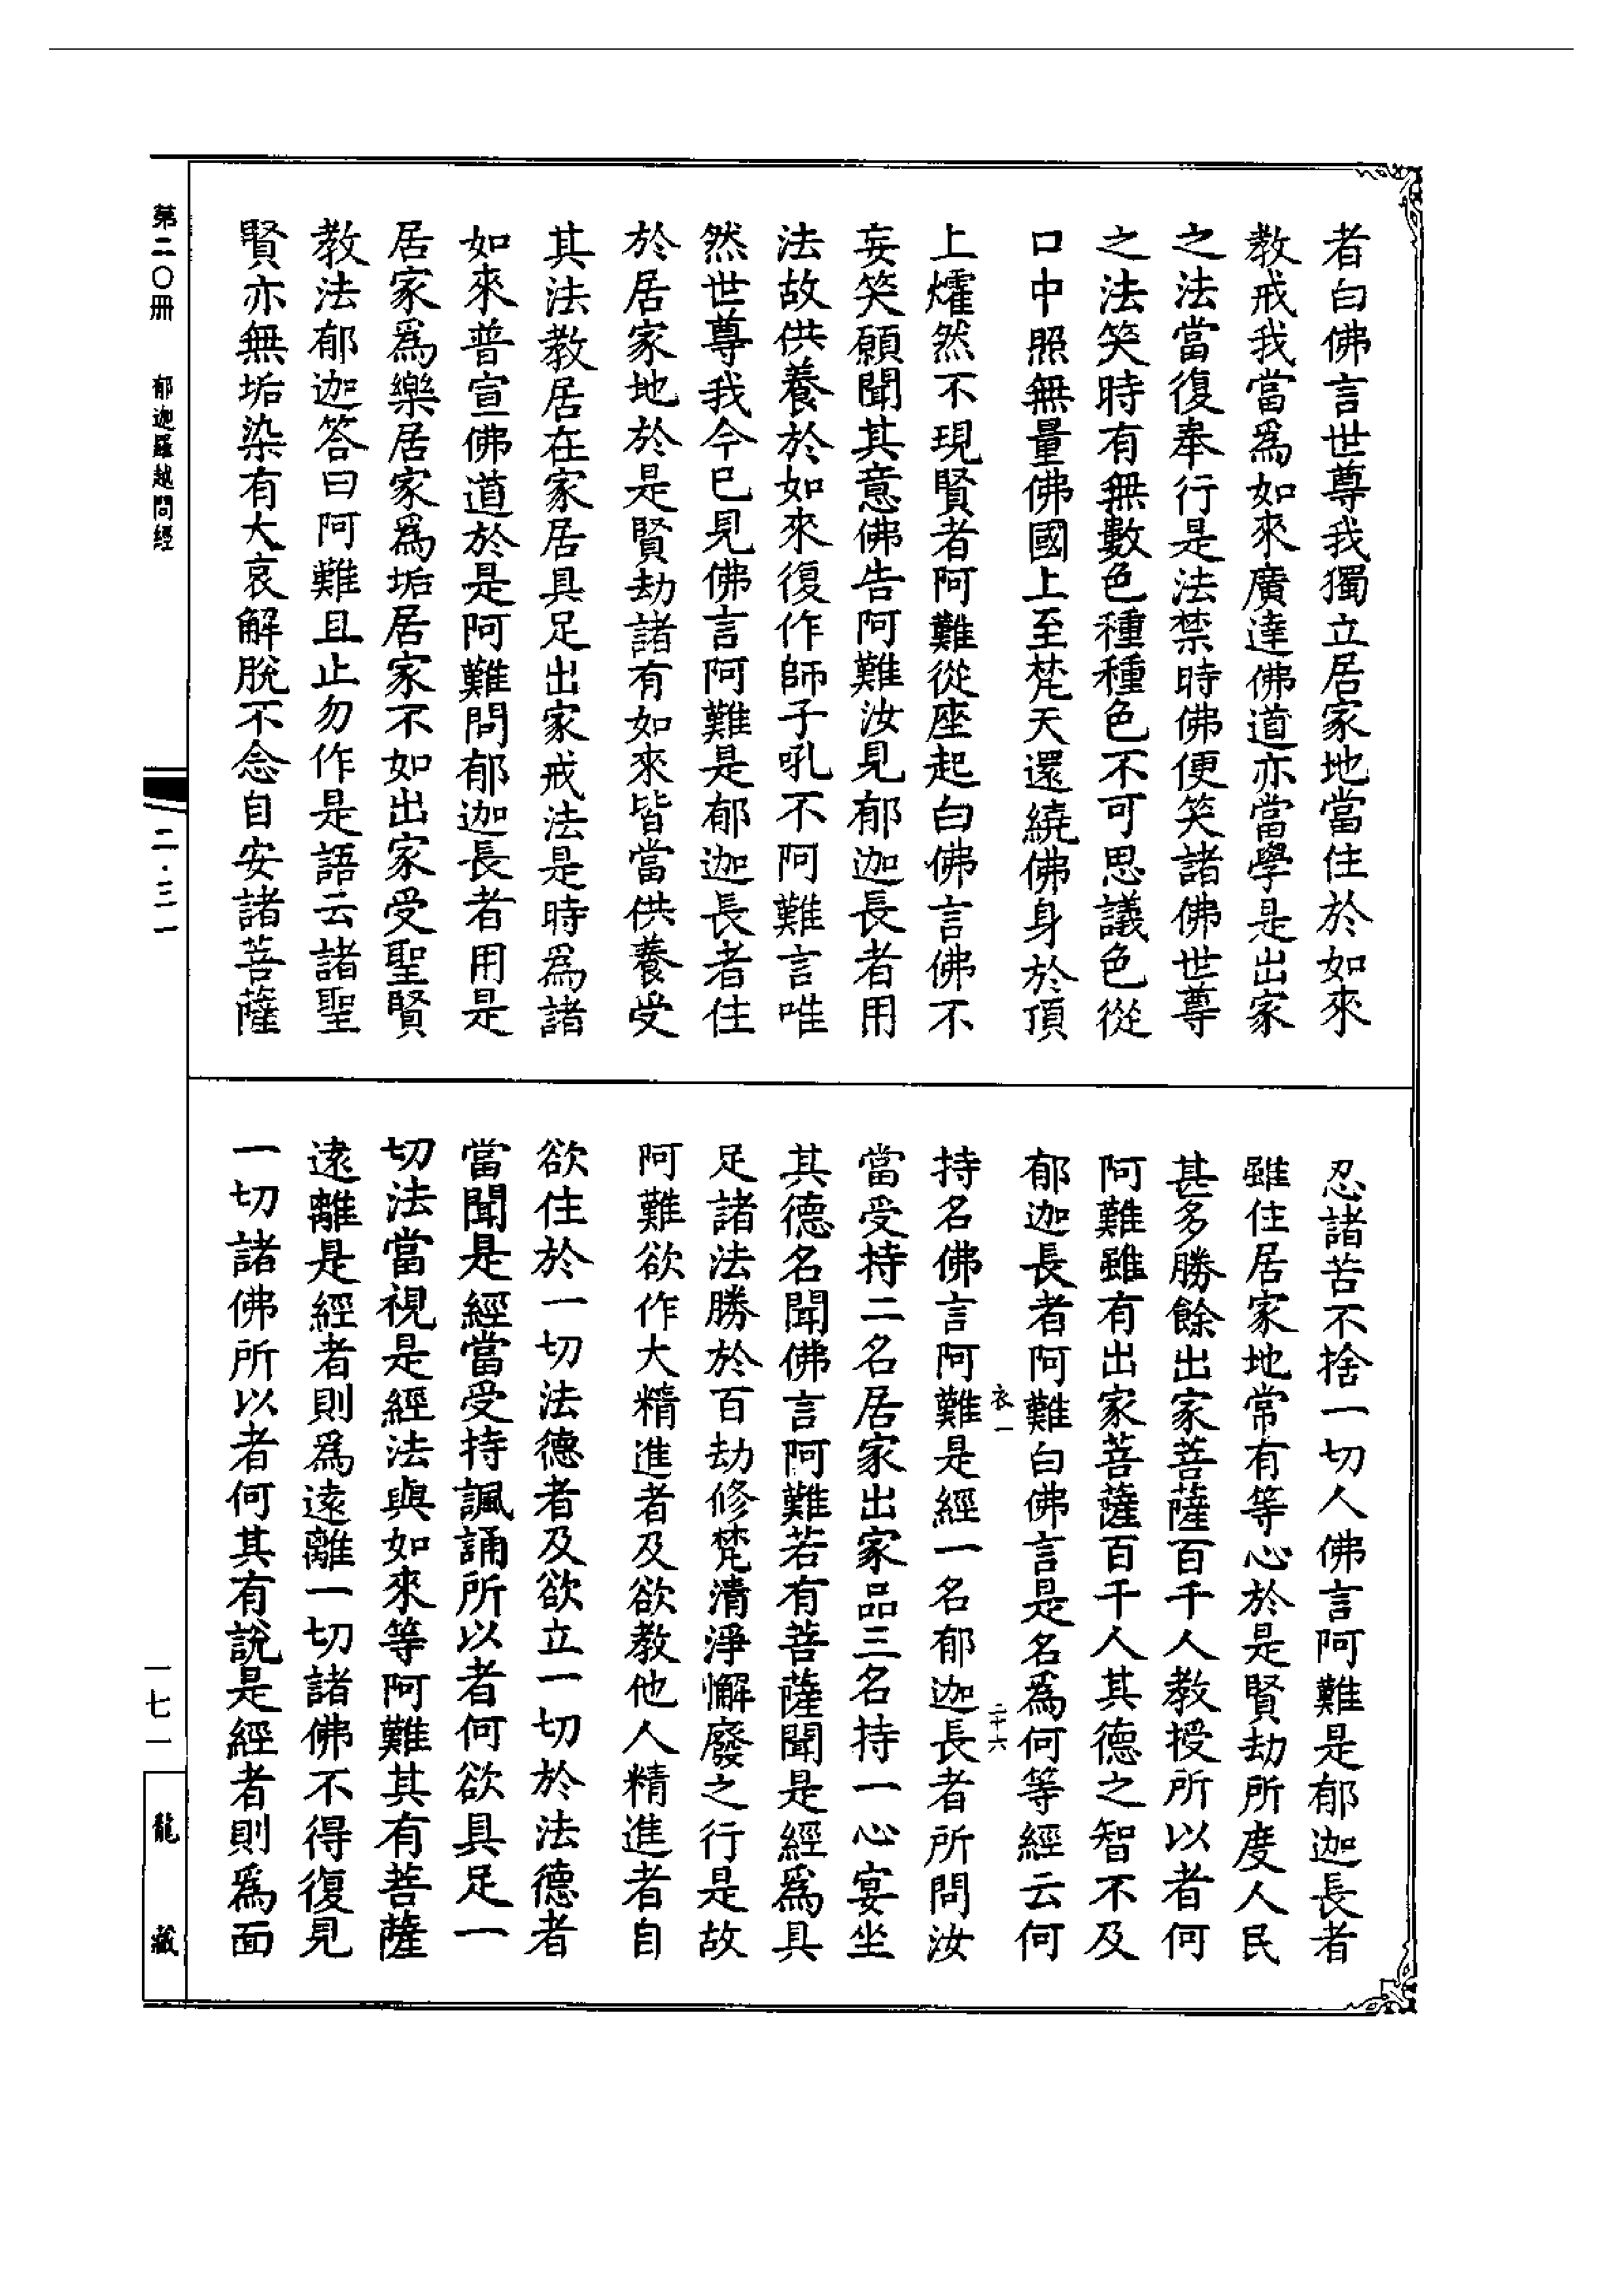 者白佛言世尊我獨立居家地當住於如來
教戒我當為如來廣達佛道亦當學是出家
之法當復奉行是法禁時佛便笑諸佛世尊
之法笑時有無數色種種色不可思議色從
口中照無量佛國上至梵天還繞佛身於頂
上燿然不現賢者阿難從座起白佛言佛不
妄笑願聞其意佛告阿難汝見郁迦長者用
法故供養於如來復作師子吼不阿難言唯
然世尊我今已見佛言阿難是郁迦長者住
於居家地於是賢劫諸有如來皆當供養受
其法教居在家居具足出家戒法是時爲諸
如來普宣佛道於是阿難問郁迦長者用是
居家爲樂居家爲垢居家不如出家受聖賢
教法郁迦答曰阿難且止勿作是語云諸聖
賢亦無垢染有大哀解脫不念自安諸菩薩
忍諸苦不捨一切人佛言阿難是郁迦長者
雖住居家地常有等心於是賢劫所度人民
甚多勝餘出家菩薩百千人教授所以者何
阿難雖有出家菩薩百千人其德之智不及
郁迦長者阿難白佛言是名爲何等經云何
衣一 二十六
持名佛言阿難是經一名郁迦長者所問汝
當受持二名居家出家品三名持一心宴坐
其德名聞佛言阿難若有菩薩聞是經爲具
足諸法勝於百劫修梵清淨懈廢之行是故
阿難欲作大精進者及欲教他人精進者自
欲住於一切法德者及欲立一切於法德者
當聞是經當受持諷誦所以者何欲具足一
切法當視是經法與如來等阿難其有菩薩
遠離是經者則爲遠離一切諸佛不得復見
一切諸佛所以者何其有說是經者則爲面
第二〇冊 郁迦羅越問經
二·三一
一七一
龍藏